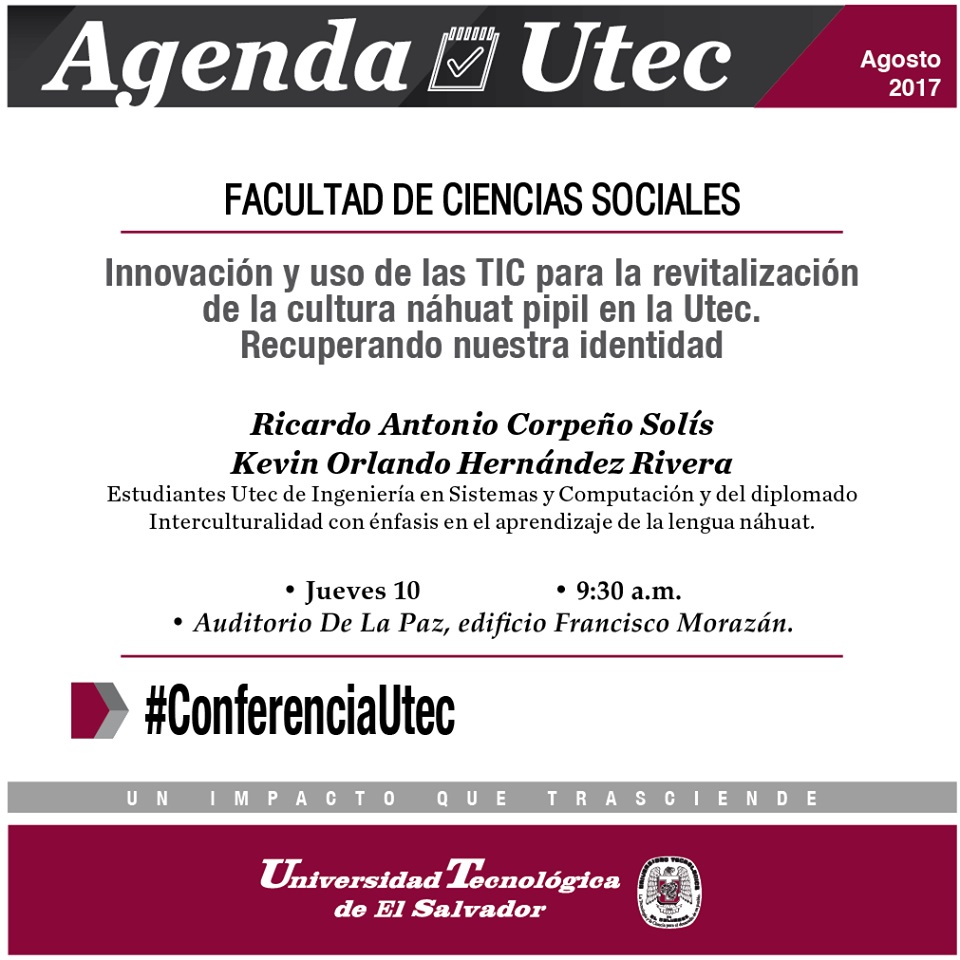 Agenda Utec
Agosto
2017
FACULTAD DE CIENCIAS SOCIALES
Innovación y uso de las TIC para la revitalización
de la cultura náhuat pipil en la Utec.
Recuperando nuestra identidad
Ricardo Antonio Corpeño Solís
Kevin Orlando Hernández Rivera
Estudiantes Utec de Ingeniería en Sistemas y Computación y del diplomado
Interculturalidad con énfasis en el aprendizaje de la lengua náhuat.
• Jueves 10 • 9:30 a.m.
• Auditorio De La Paz, edificio Francisco Morazán.
#ConferenciaUtec
UN IMPACTO QUE TRASCIENDE
Universidad Tecnológica
de El Salvador